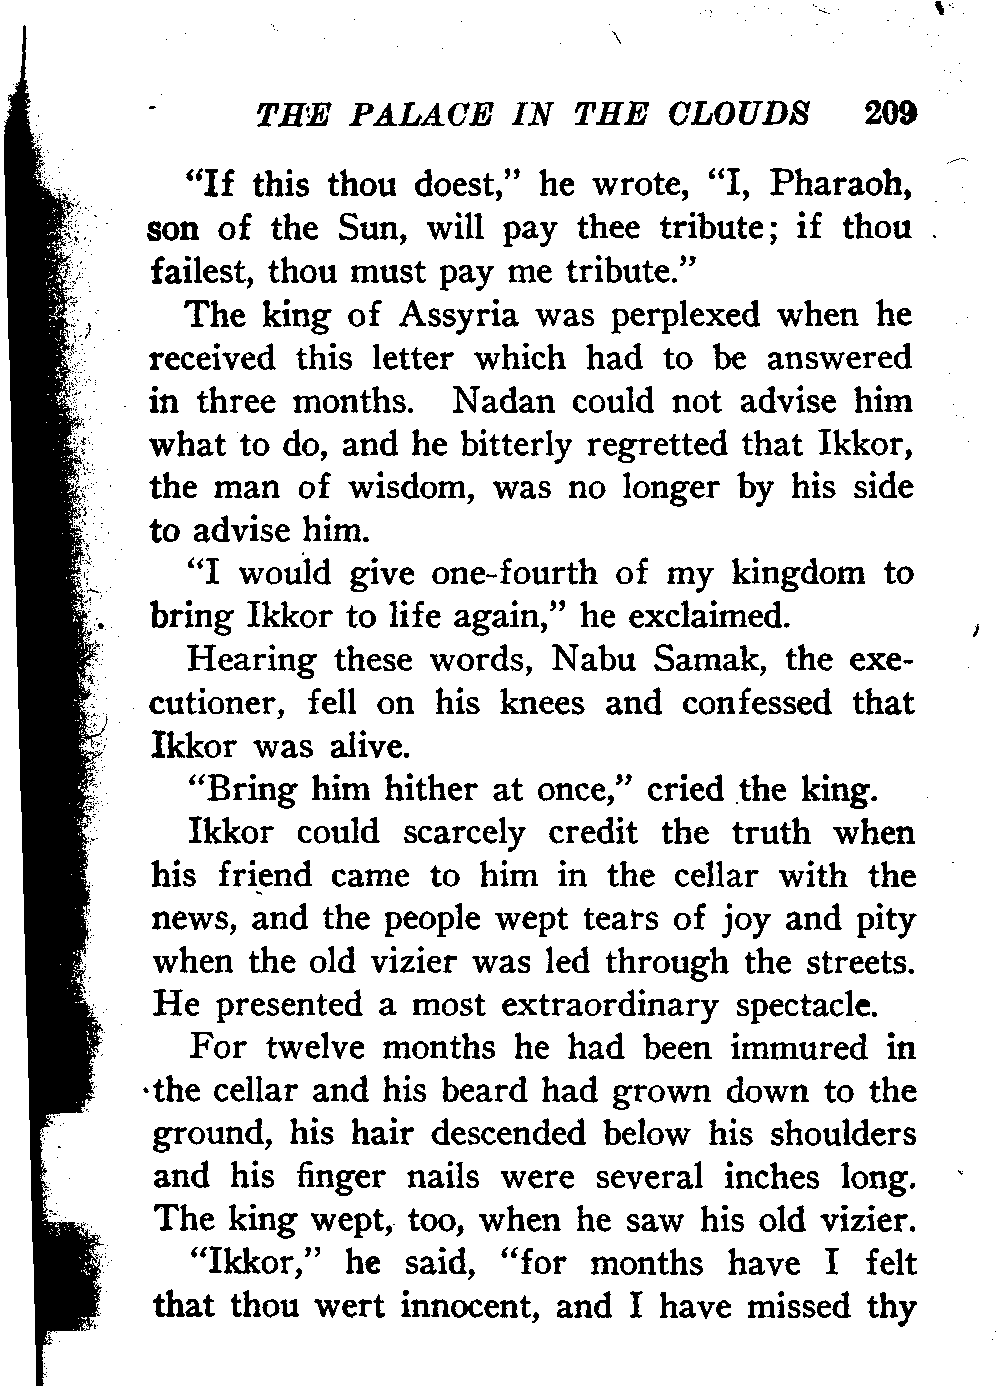 THE PALACE IN THE CLOUDS 209
“If this thou doest,” he wrote, “I, Pharaoh,
son of the Sun, will pay thee tribute; if thou
failest, thou must pay me tribute.”
The king of Assyria was perplexed when he
received this letter which had to be answered
in three months. Nadan could not advise him
what to do, and he bitterly regretted that Ikkor,
the man of wisdom, was no longer by his side
to advise him.
“I would give one-fourth of my kingdom to
bring Ikkor to life again,” he exclaimed.
Hearing these words, Nabu Samak, the exe-
cutioner, fell on his knees and confessed that
Ikkor was alive.
“Bring him hither at once,” cried the king.
Ikkor could scarcely credit the truth when
his friend came to him in the cellar with the
news, and the people wept tears of joy and pity
when the old vizier was led through the streets.
He presented a most extraordinary spectacle.
For twelve months he had been immured in
the cellar and his beard had grown down to the
ground, his hair descended below his shoulders
and his finger nails were several inches long.
The king wept, too, when he saw his old vizier.
“Ikkor,” he said, “for months have I felt
that thou wert innocent, and I have missed thy